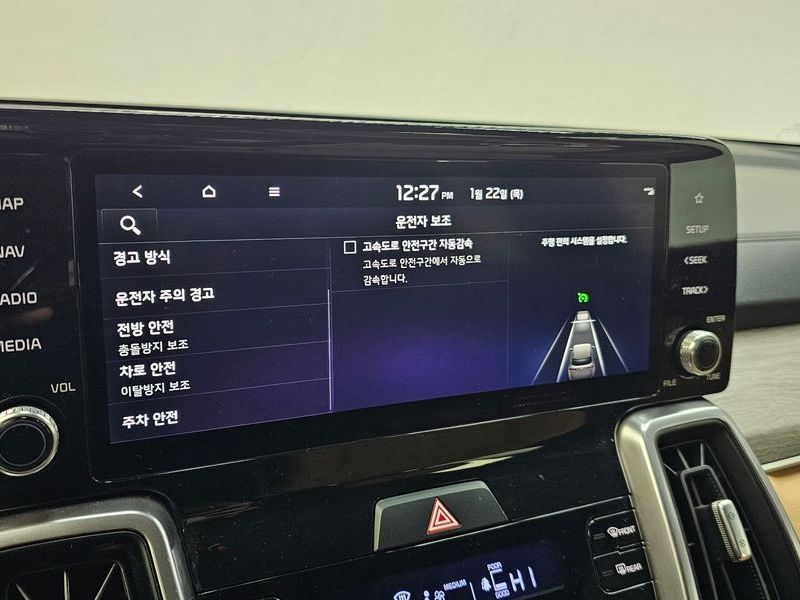 MAP
NAV
RADIO
MEDIA
VOL
12:27 PM 1월 22일 (목)
운전자 보조
경고 방식
운전자 주의 경고
전방 안전
충돌방지 보조
차로 안전
이탈방지 보조
주차 안전
고속도로 안전구간 자동감속
고속도로 안전구간에서 자동으로
감속합니다.
주행 편의 시스템을 설정합니다.
SETUP
<SEEK
TRACK>
ENTER
FILE
TUNE
FRONT
REAR
MEDIUM
POOR
GOOD
HI